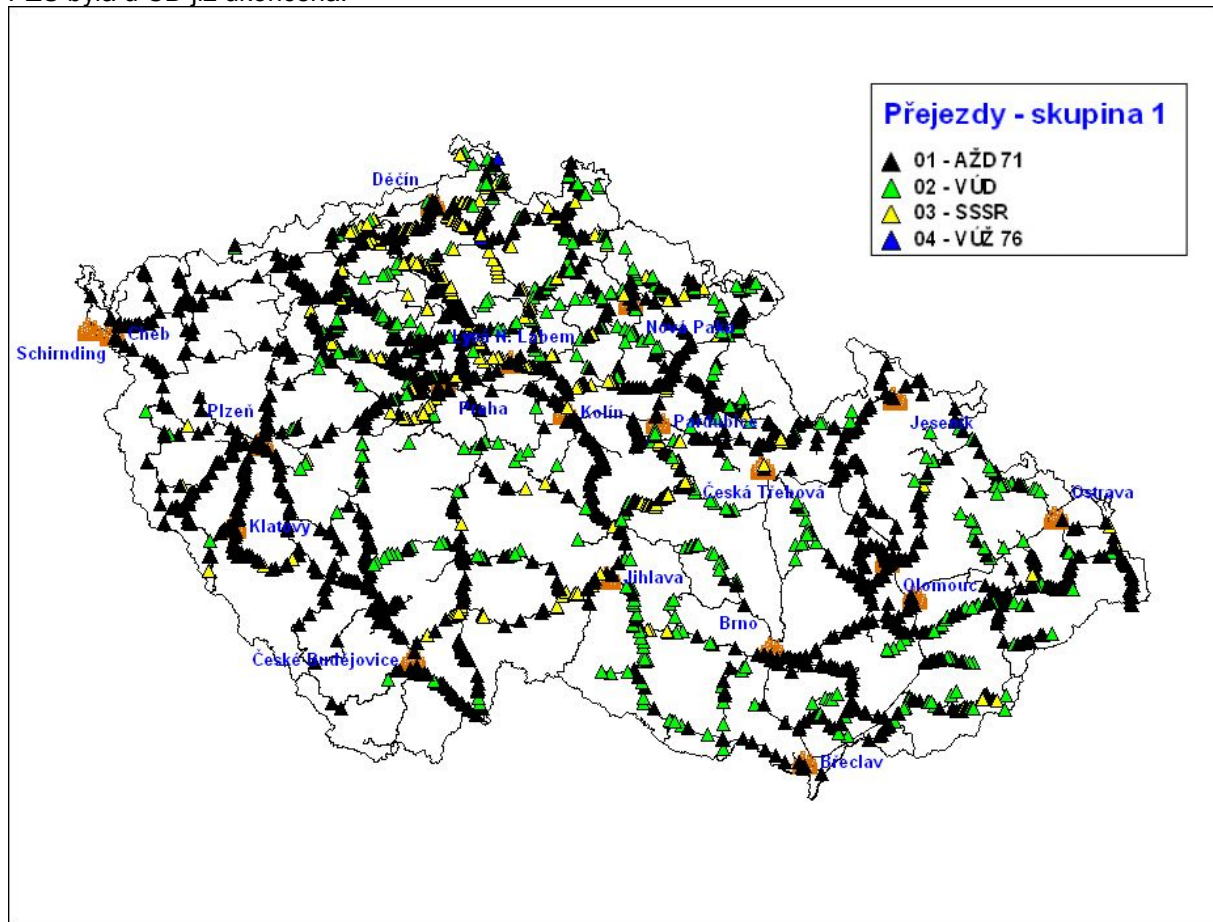 Přejezdy - skupina 1
01 - AŽD 71
02 - VÚD
03 - SSSR
04 - VÚŽ 76
Děčín
Cheb
Schirnding
Nová Paka
Lysá N. Labem
Praha
Kolín
Plzeň
Pardubice
Jeseník
Česká Třebová
Ostrava
Klatovy
Jihlava
Olomouc
Brno
České Budějovice
Břeclav